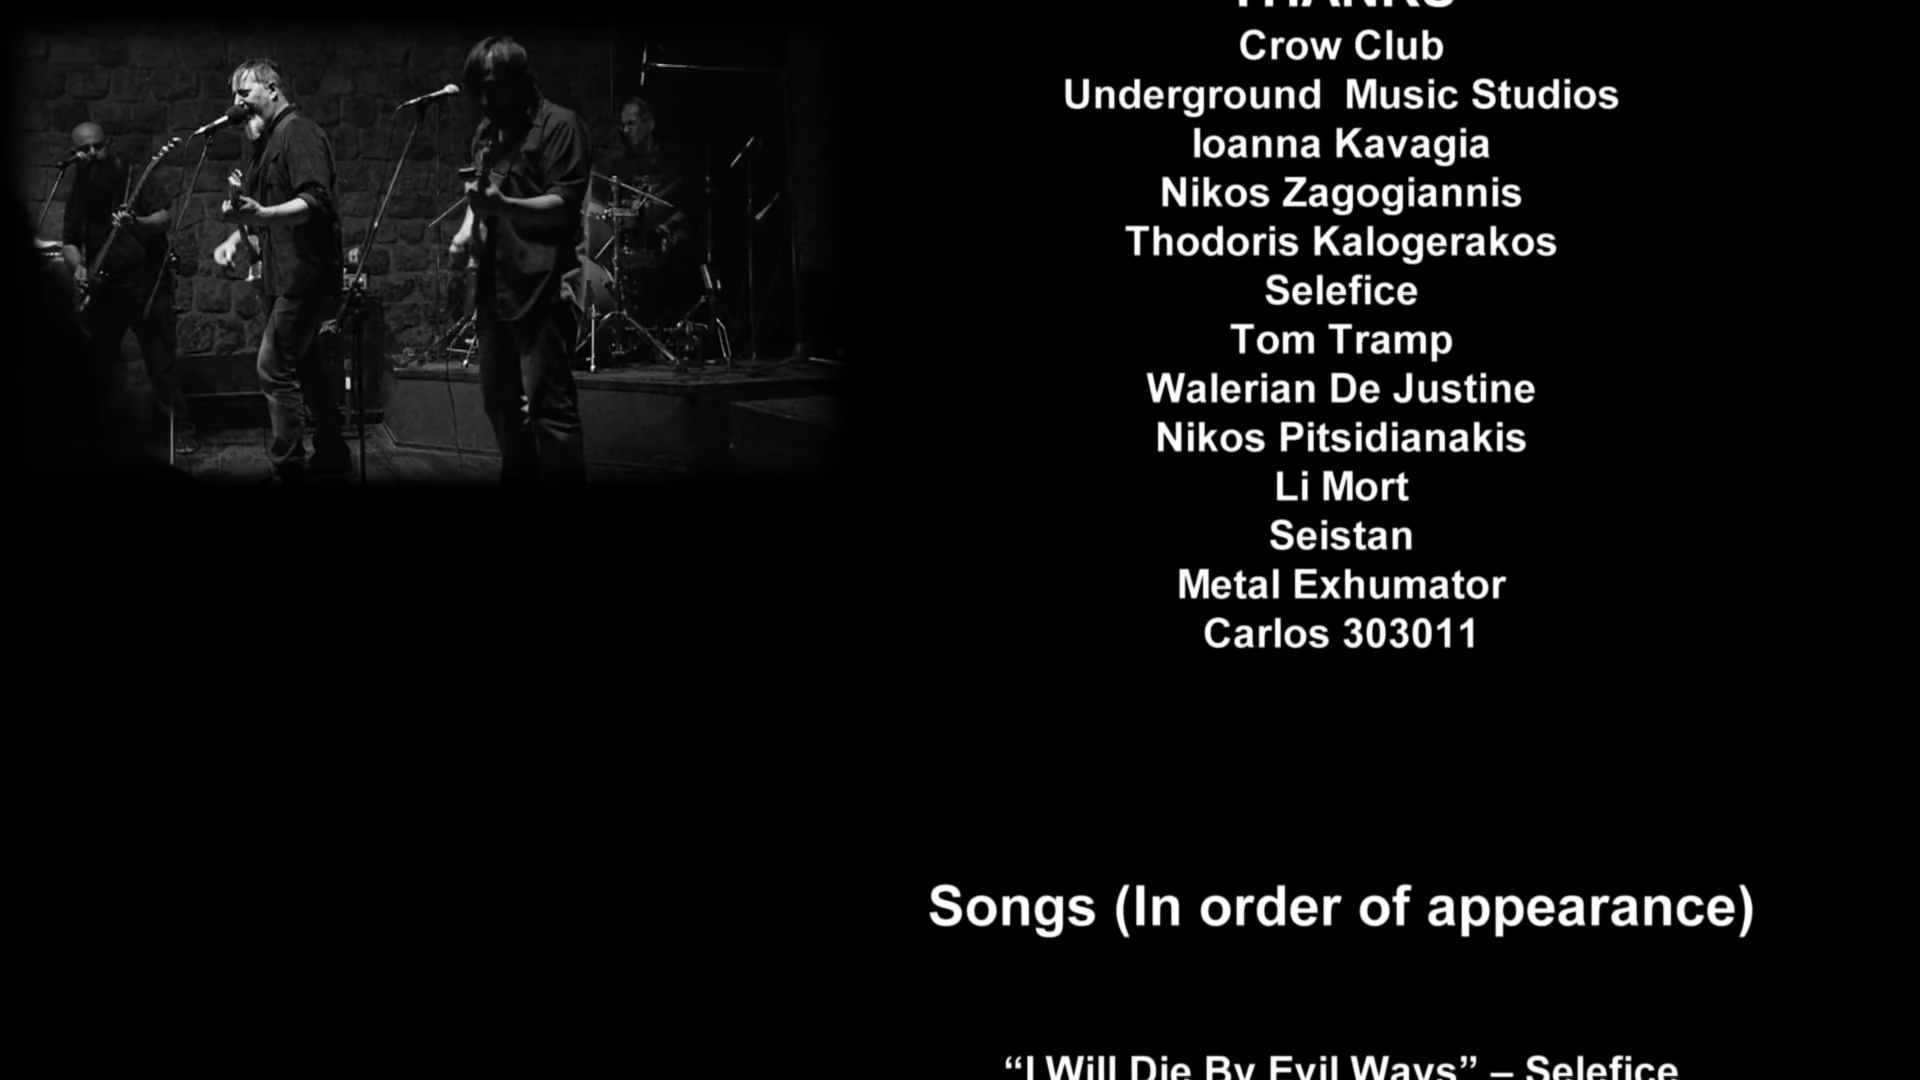 THANKS
Crow Club
Underground Music Studios
Ioanna Kavagia
Nikos Zagogiannis
Thodoris Kalogerakos
Selefice
Tom Tramp
Walerian De Justine
Nikos Pitsidianakis
Li Mort
Seistan
Metal Exhumator
Carlos 303011
Songs (In order of appearance)
“I Will Die By Evil Ways” – Selefice